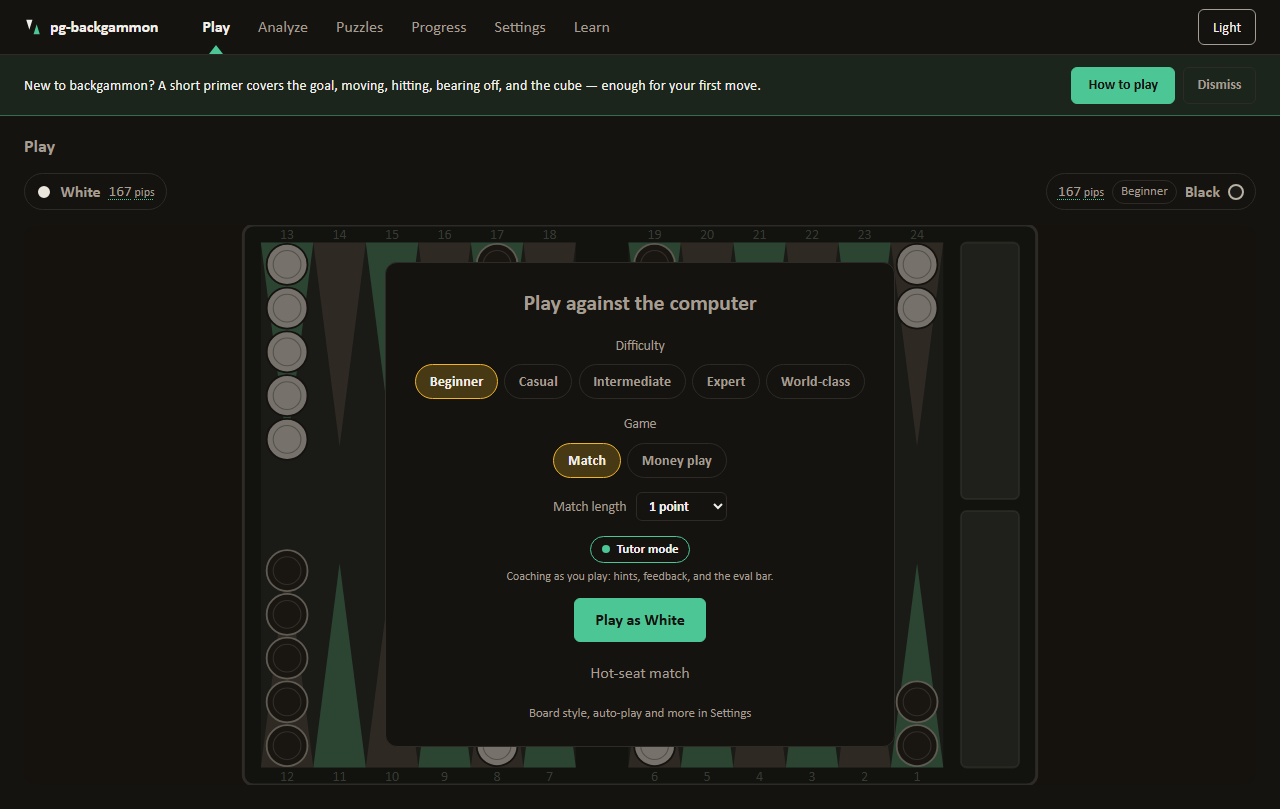 pg-backgammon Play Analyze Puzzles Progress Settings Learn Light
New to backgammon? A short primer covers the goal, moving, hitting, bearing off, and the cube — enough for your first move. How to play Dismiss
Play
White 167 pips 167 pips Beginner Black
13 14 15 16 17 18 19 20 21 22 23 24
Play against the computer
Difficulty
Beginner Casual Intermediate Expert World-class
Game
Match Money play
Match length 1 point
Tutor mode
Coaching as you play: hints, feedback, and the eval bar.
Play as White
Hot-seat match
Board style, auto-play and more in Settings
12 11 10 9 8 7 6 5 4 3 2 1